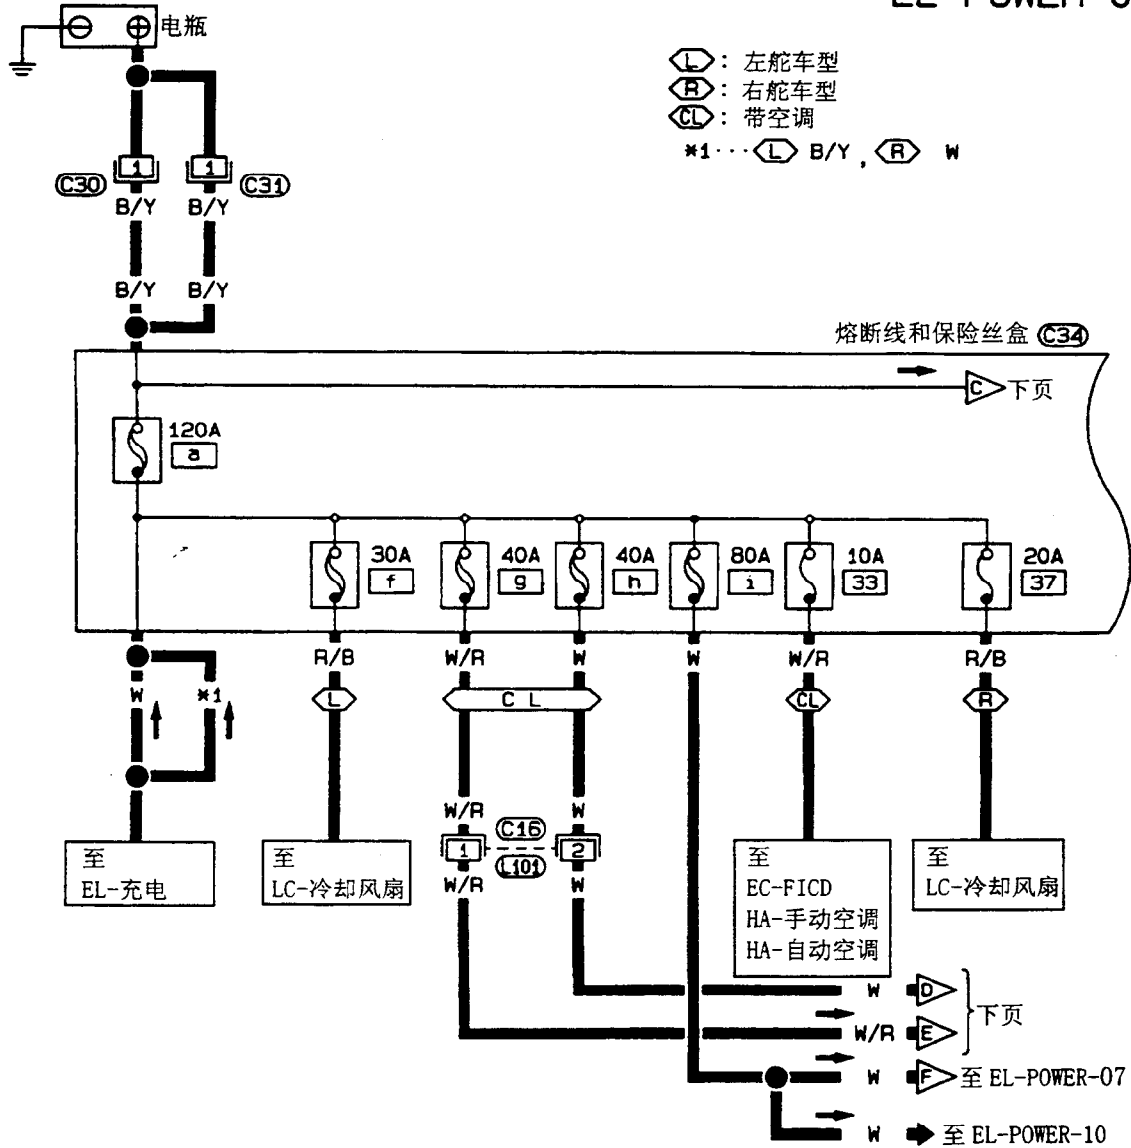 电瓶
L : 左舵车型
R : 右舵车型
CL : 带空调
*1··· L B/Y , R W
C30 1 1 C31
B/Y B/Y
B/Y B/Y
熔断线和保险丝盒 C34
C 下页
120A
a
30A 40A 40A 80A 10A 20A
f g h i 33 37
R/B W/R W W W/R R/B
W *1 L C L CL R
W/R C16 W
1 2
L101
W/R W
至
EL-充电
至
LC-冷却风扇
至
EC-FICD
HA-手动空调
HA-自动空调
至
LC-冷却风扇
W D
下页
W/R E
W F 至 EL-POWER-07
W 至 EL-POWER-10